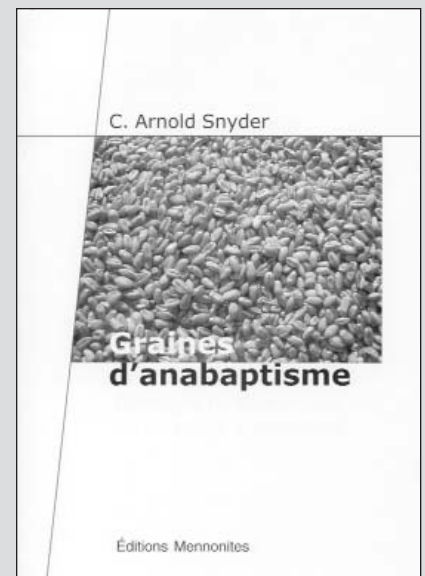 C. Arnold Snyder
Graines
d'anabaptisme
Éditions Mennonites